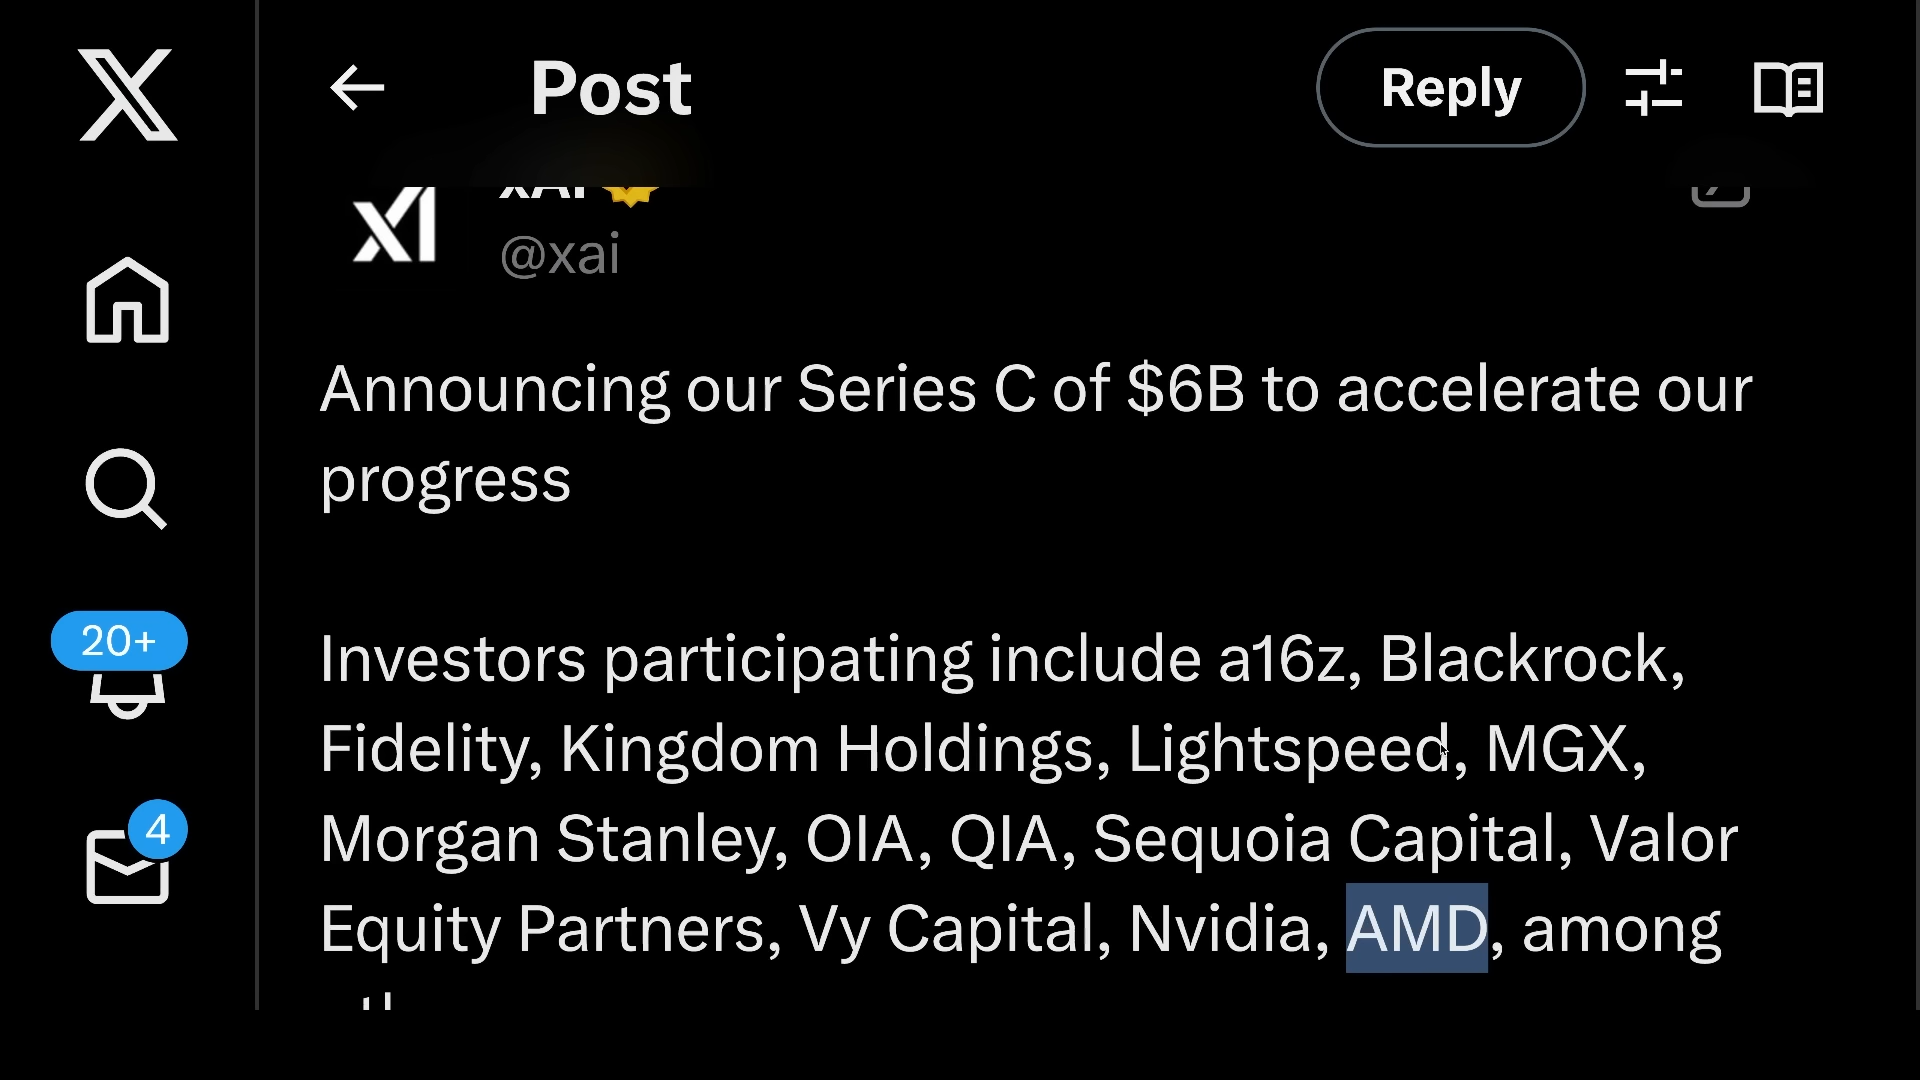 Post
Reply
xAI
@xai
Announcing our Series C of $6B to accelerate our
progress
20+
Investors participating include a16z, Blackrock,
Fidelity, Kingdom Holdings, Lightspeed, MGX,
4
Morgan Stanley, OIA, QIA, Sequoia Capital, Valor
Equity Partners, Vy Capital, Nvidia, AMD, among